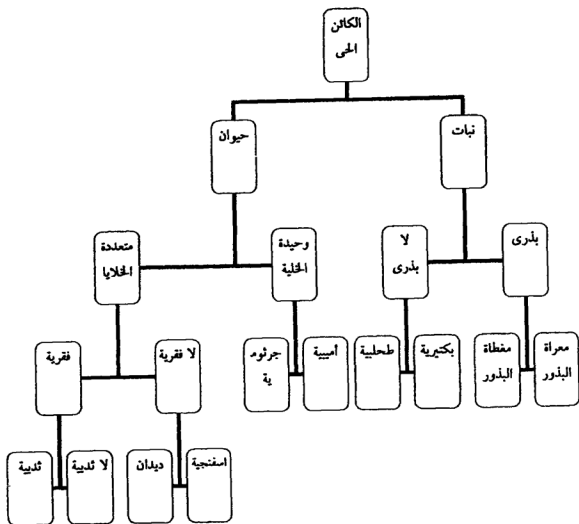 الكائن
الحى
نبات
حيوان
بذرى
لا
بذرى
وحيدة
الخلية
متعددة
الخلايا
معراة
البذور
مغطاة
البذور
بكتيرية
طحلبية
أميبية
جرثوم
ية
لا فقرية
فقرية
اسفنجية
ديدان
لا ثديية
ثديية